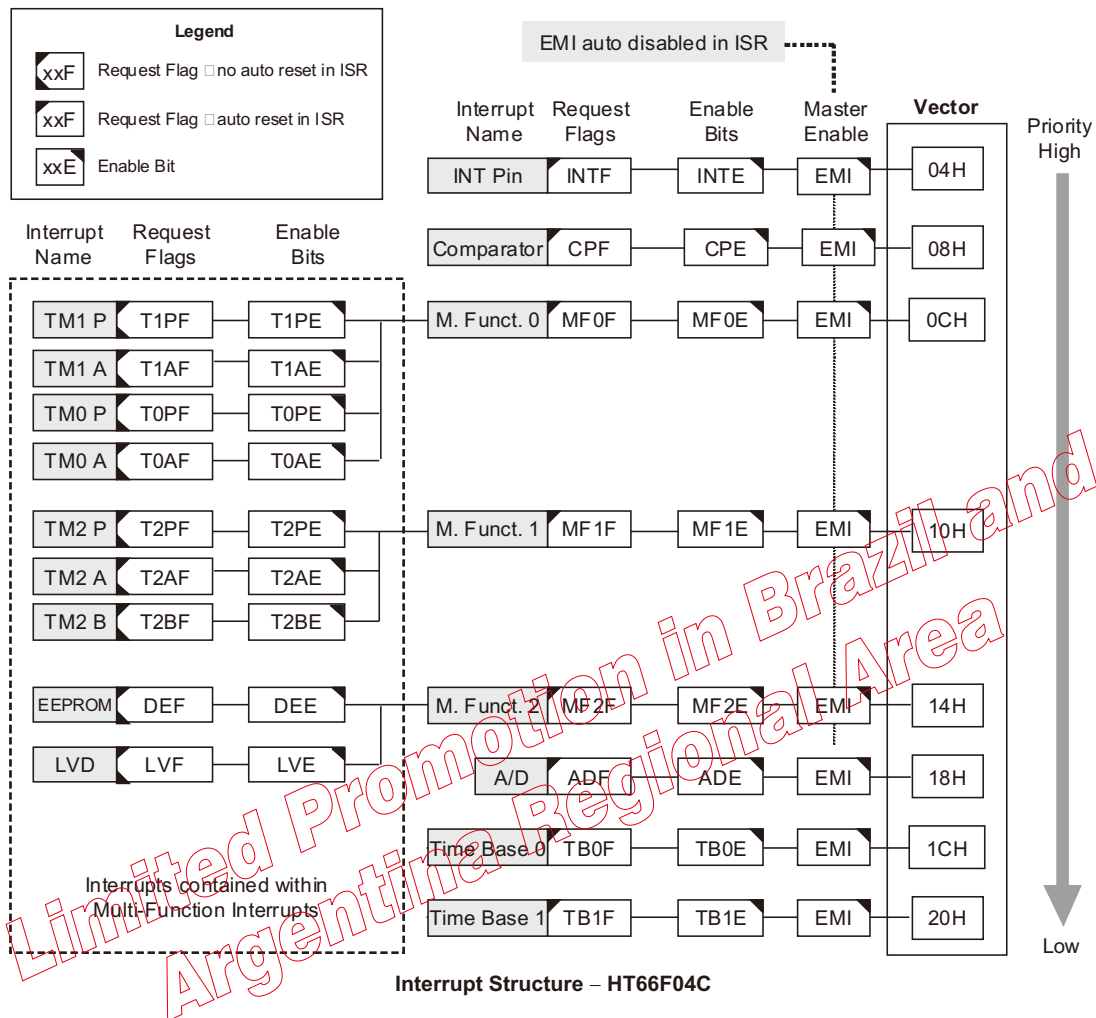 Legend
xxF Request Flag □ no auto reset in ISR
xxF Request Flag □ auto reset in ISR
xxE Enable Bit
EMI auto disabled in ISR
Interrupt Name Request Flags Enable Bits Master Enable Vector
Priority High
INT Pin INTF INTE EMI 04H
Comparator CPF CPE EMI 08H
Interrupt Name Request Flags Enable Bits
TM1 P T1PF T1PE M. Funct. 0 MF0F MF0E EMI 0CH
TM1 A T1AF T1AE
TM0 P T0PF T0PE
TM0 A T0AF T0AE
TM2 P T2PF T2PE M. Funct. 1 MF1F MF1E EMI 10H
TM2 A T2AF T2AE
TM2 B T2BF T2BE
EEPROM DEF DEE M. Funct. 2 MF2F MF2E EMI 14H
LVD LVF LVE A/D ADF ADE EMI 18H
Time Base 0 TB0F TB0E EMI 1CH
Interrupts contained within
Multi-Function Interrupts
Time Base 1 TB1F TB1E EMI 20H
Low
Limited Promotion in Brazil and
Argentina Regional Area
Interrupt Structure – HT66F04C